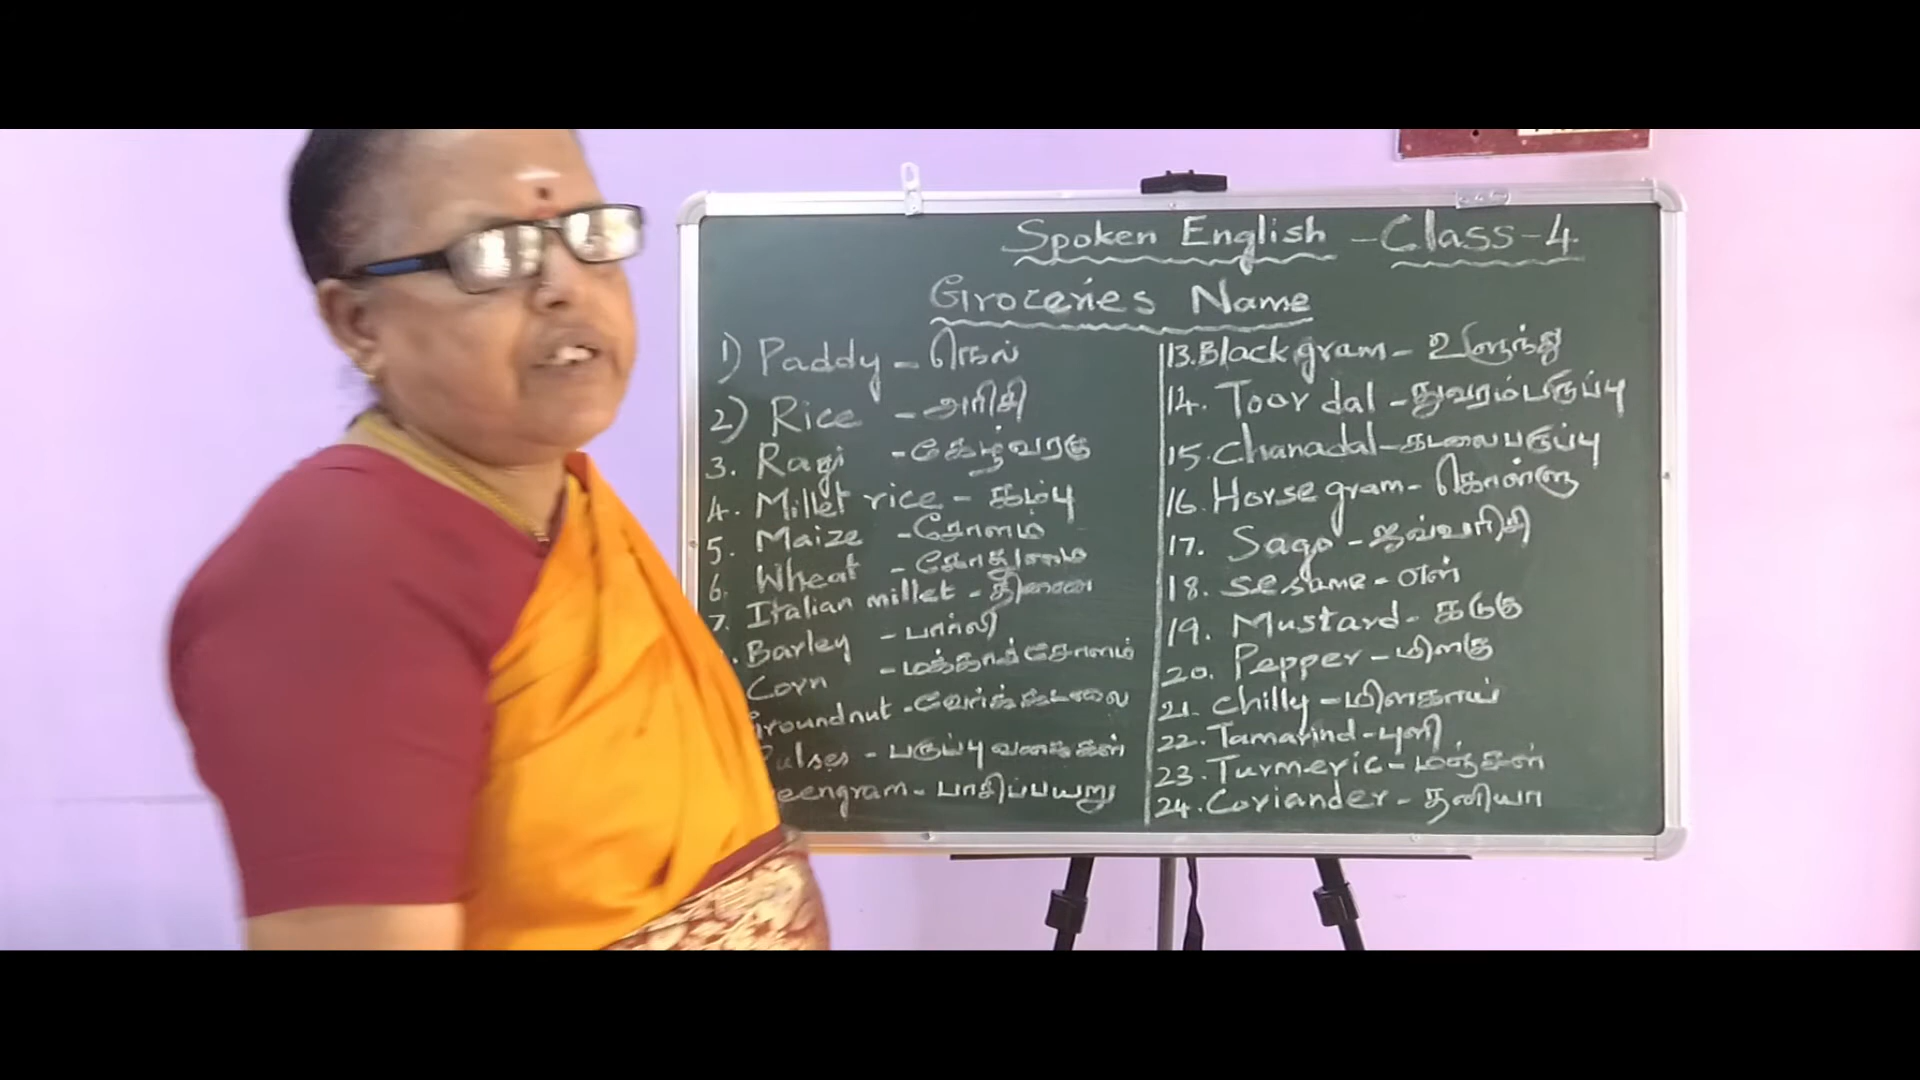 Spoken English - Class-4
Groceries Name
1) Paddy - நெல்
2) Rice - அரிசி
3. Ragi - கேழ்வரகு
4. Millet rice - கம்பு
5. Maize - சோளம்
6. Wheat - கோதுமை
7. Italian millet - தினை
Barley - பார்லி
Corn - மக்காச்சோளம்
Groundnut - வேர்க்கடலை
Pulses - பருப்பு வகைகள்
eengram - பாசிப்பயறு
13. Black gram - உளுந்து
14. Toor dal - துவரம்பருப்பு
15. Chanadal - கடலைபருப்பு
16. Horse gram - கொள்ளு
17. Sago - ஜவ்வரிசி
18. Sesame - எள்
19. Mustard - கடுகு
20. Pepper - மிளகு
21. Chilly - மிளகாய்
22. Tamarind - புளி
23. Turmeric - மஞ்சள்
24. Coriander - தனியா